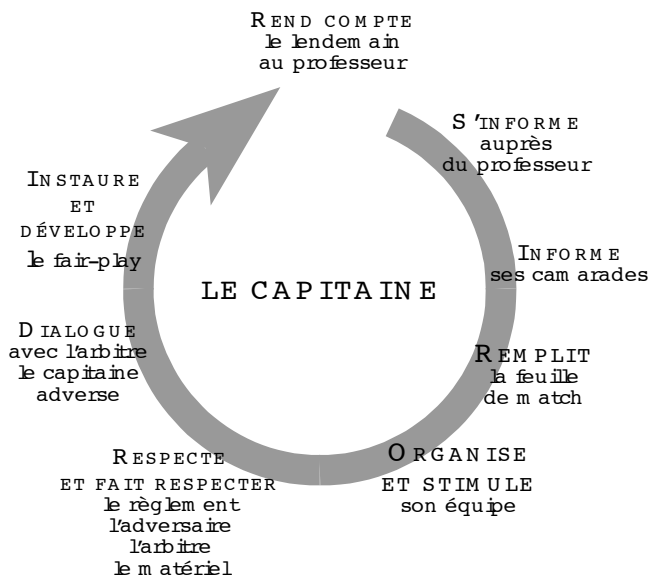 REND COMPTE
le lendemain
au professeur
S'INFORME
auprès
du professeur
INFORME
ses camarades
REMPLIT
la feuille
de match
ORGANISE
ET STIMULE
son équipe
RESPECTE
ET FAIT RESPECTER
le règlement
l'adversaire
l'arbitre
le matériel
DIALOGUE
avec l'arbitre
le capitaine
adverse
INSTAURE
ET
DÉVELOPPE
le fair-play
LE CAPITAINE